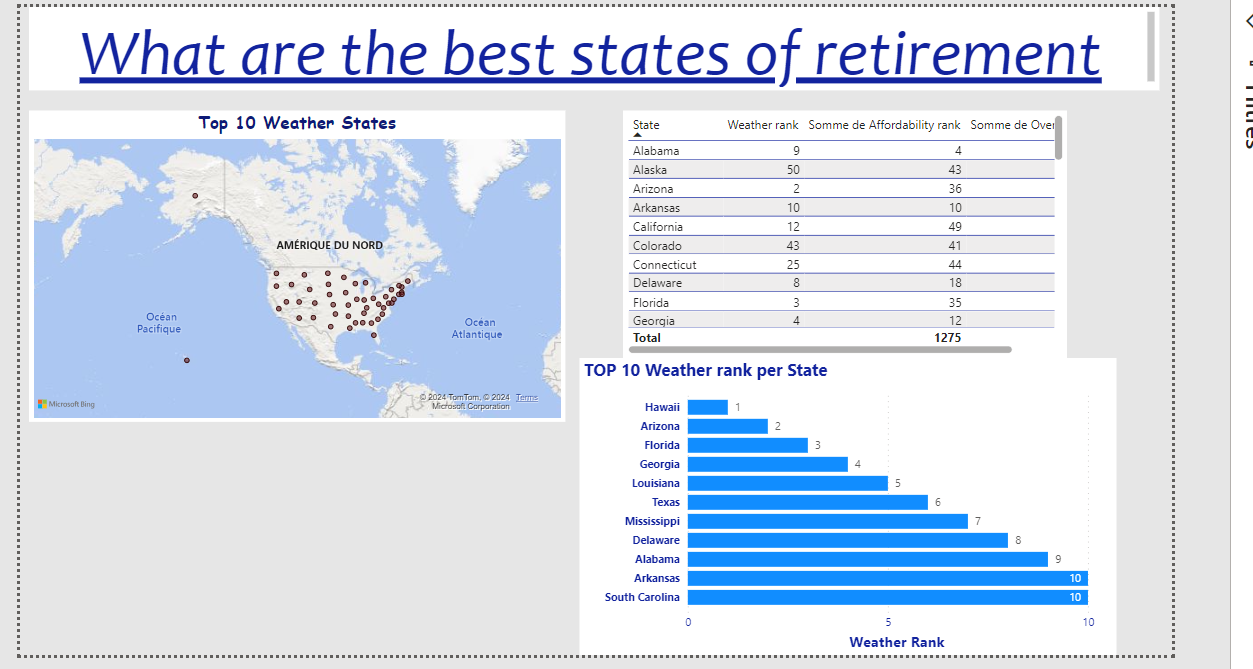 What are the best states of retirement
Top 10 Weather States
AMÉRIQUE DU NORD
Océan
Pacifique
Océan
Atlantique
Microsoft Bing
© 2024 TomTom, © 2024 Terms
Microsoft Corporation
State Weather rank Somme de Affordability rank Somme de Over
Alabama 9 4
Alaska 50 43
Arizona 2 36
Arkansas 10 10
California 12 49
Colorado 43 41
Connecticut 25 44
Delaware 8 18
Florida 3 35
Georgia 4 12
Total 1275
TOP 10 Weather rank per State
Hawaii 1
Arizona 2
Florida 3
Georgia 4
Louisiana 5
Texas 6
Mississippi 7
Delaware 8
Alabama 9
Arkansas 10
South Carolina 10
0 5 10
Weather Rank